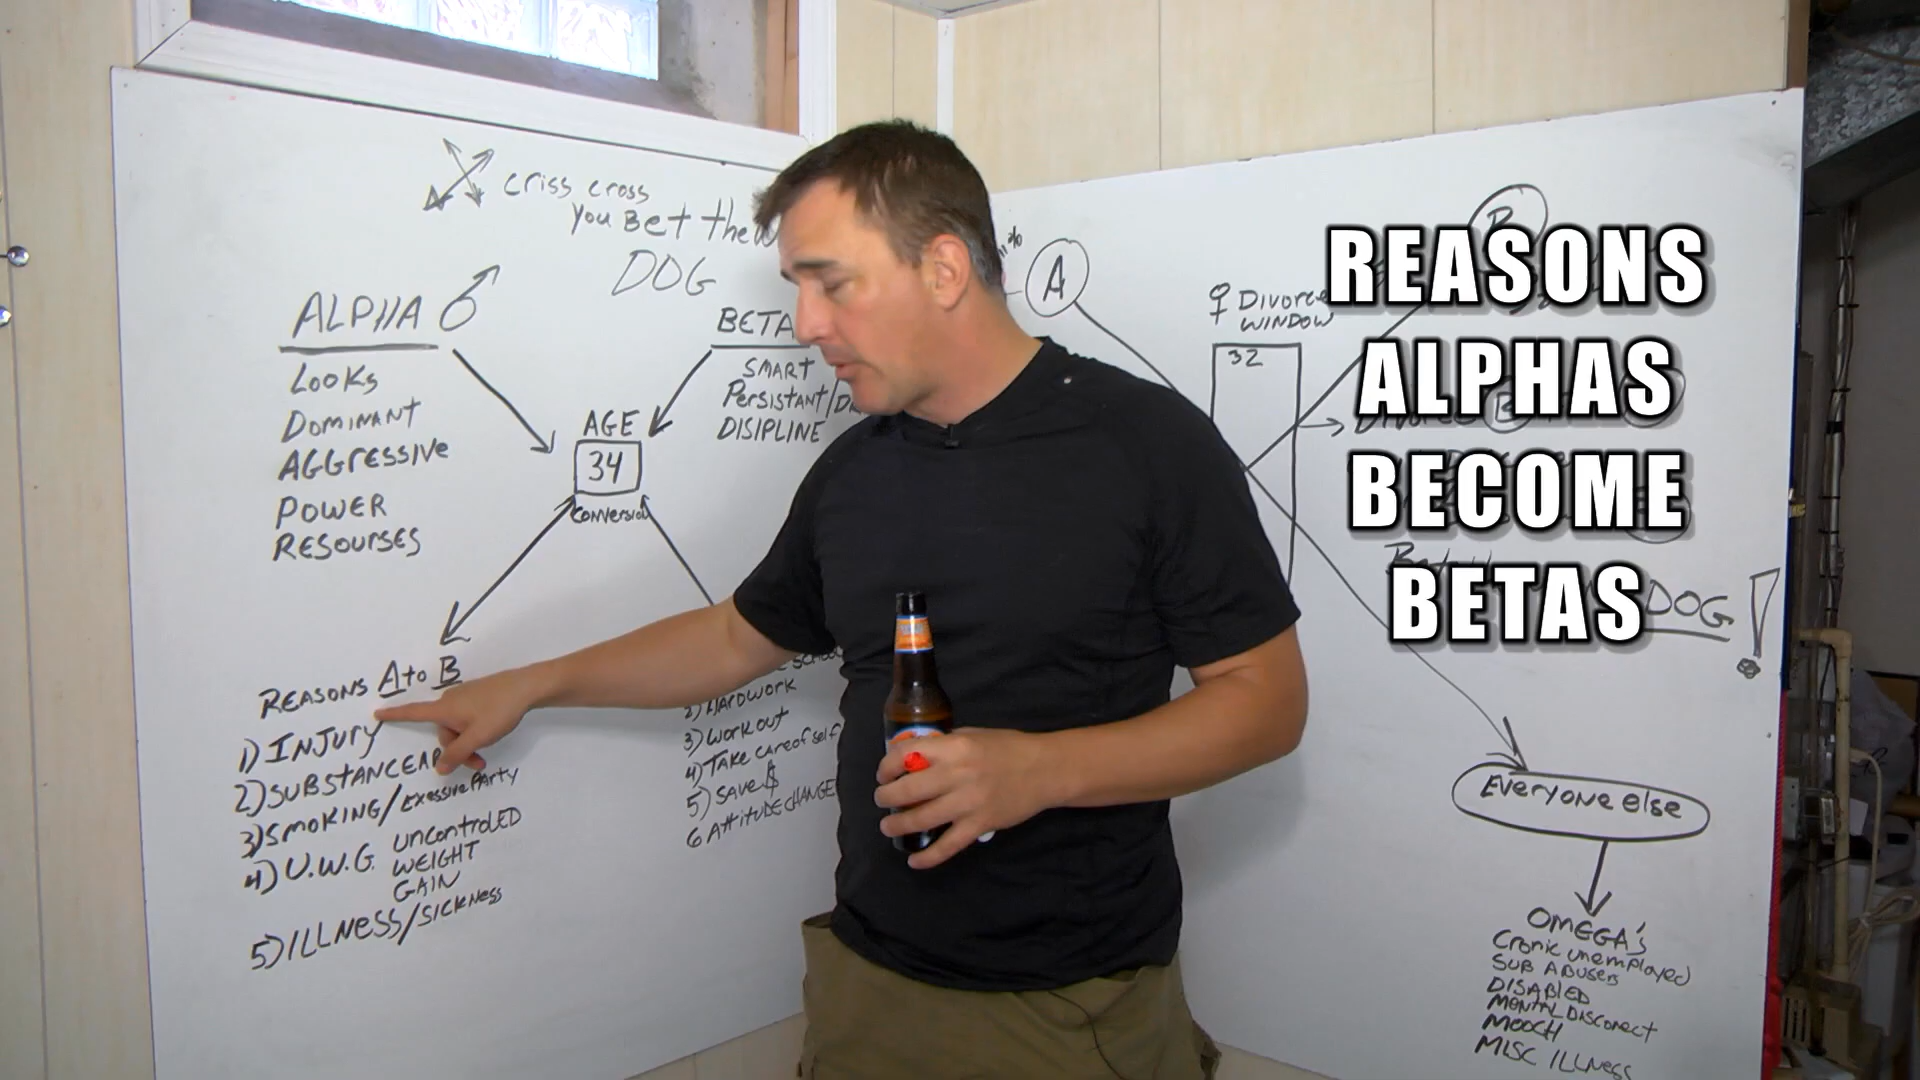 criss cross
you Bet the
DOG
ALPHA
Looks
DOMINANT
AGGRESSIVE
POWER
RESOURSES
BETA
SMART
Persistant/
DISIPLINE
AGE
34
CONVERSION
REASONS A to B
1) INJURY
2) SUBSTANCE
3) SMOKING/Exessive Party
4) U.W.G. UNCONTROLED
WEIGHT
GAIN
5) ILLNESS/SICKNESS
2) HARDWORK
3) Work out
4) Take care of self
5) SAVE $
6 AttitUDE CHANGE
A
Divorce
WINDOW
32
REASONS
ALPHAS
BECOME
BETAS
DOG!
Everyone else
OMEGA's
Cronic unemployed
SUB ABUSERS
DISABLED
MENTAL DISCONECT
MOOCH
MISC ILLNESS